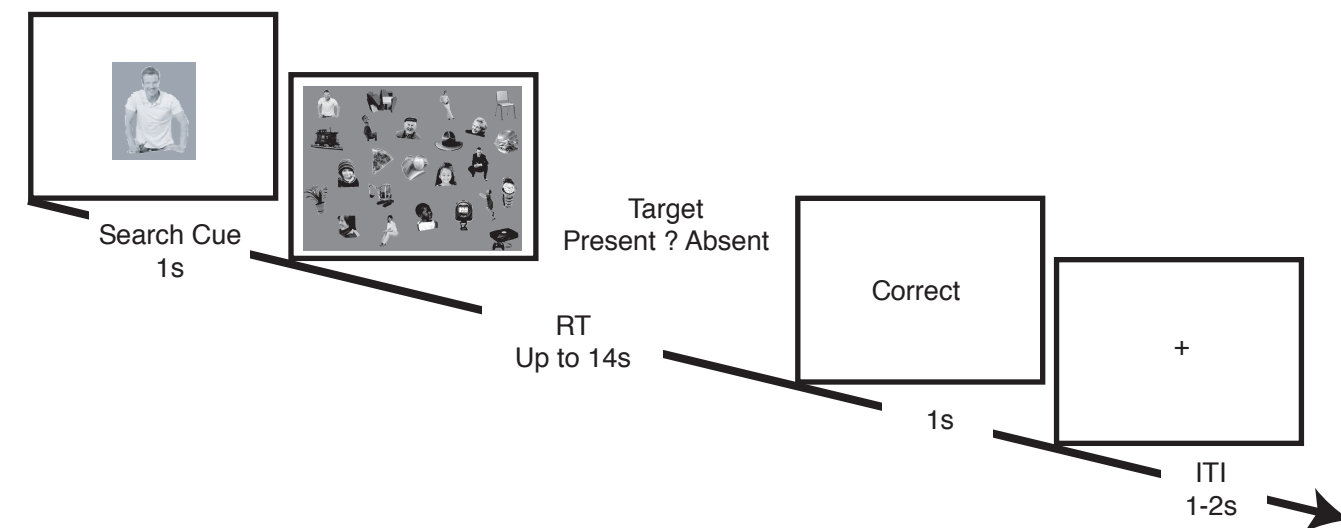 Search Cue
1s
Target
Present ? Absent
RT
Up to 14s
Correct
1s
+
ITI
1-2s